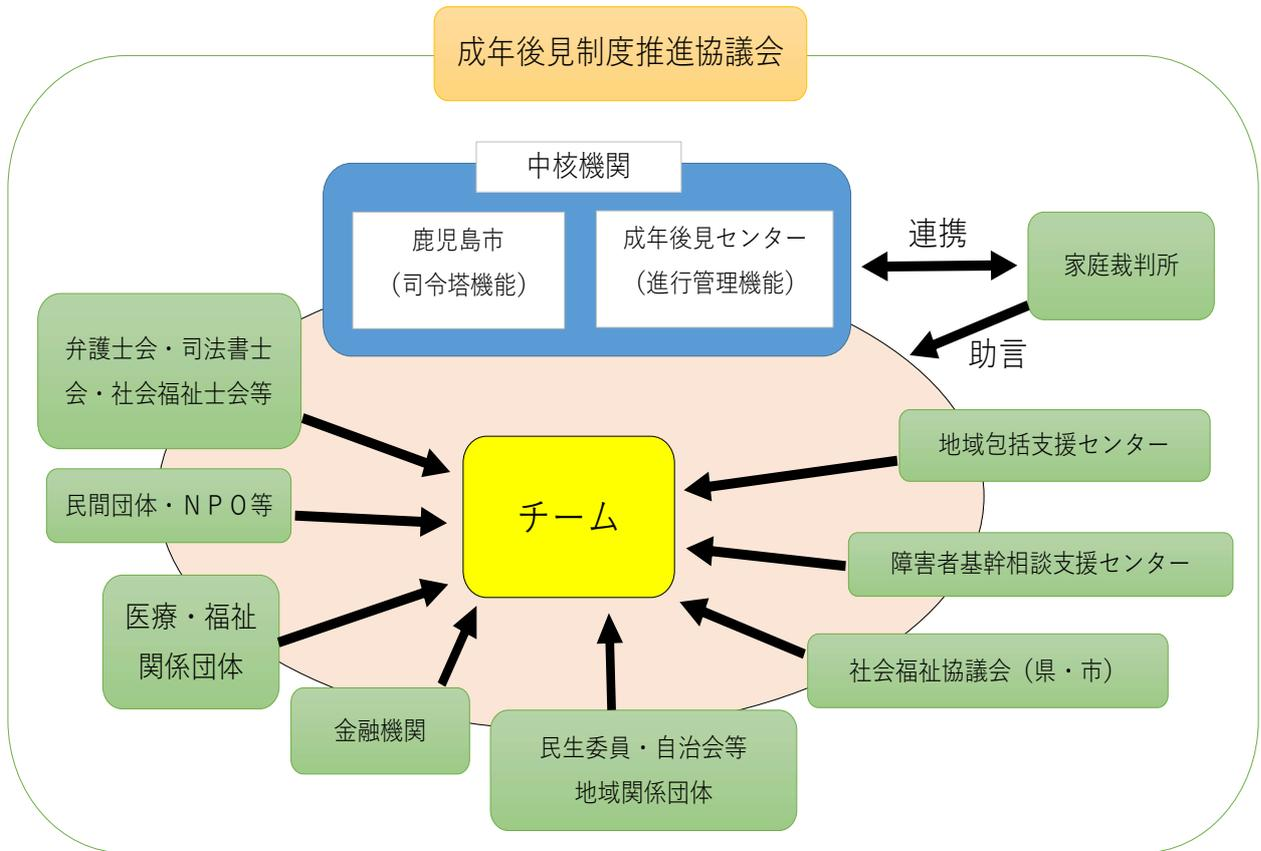 成年後見制度推進協議会
中核機関
鹿児島市
（司令塔機能）
成年後見センター
（進行管理機能）
連携
家庭裁判所
助言
弁護士会・司法書士
会・社会福祉士会等
民間団体・ＮＰＯ等
医療・福祉
関係団体
金融機関
民生委員・自治会等
地域関係団体
社会福祉協議会（県・市）
障害者基幹相談支援センター
地域包括支援センター
チーム